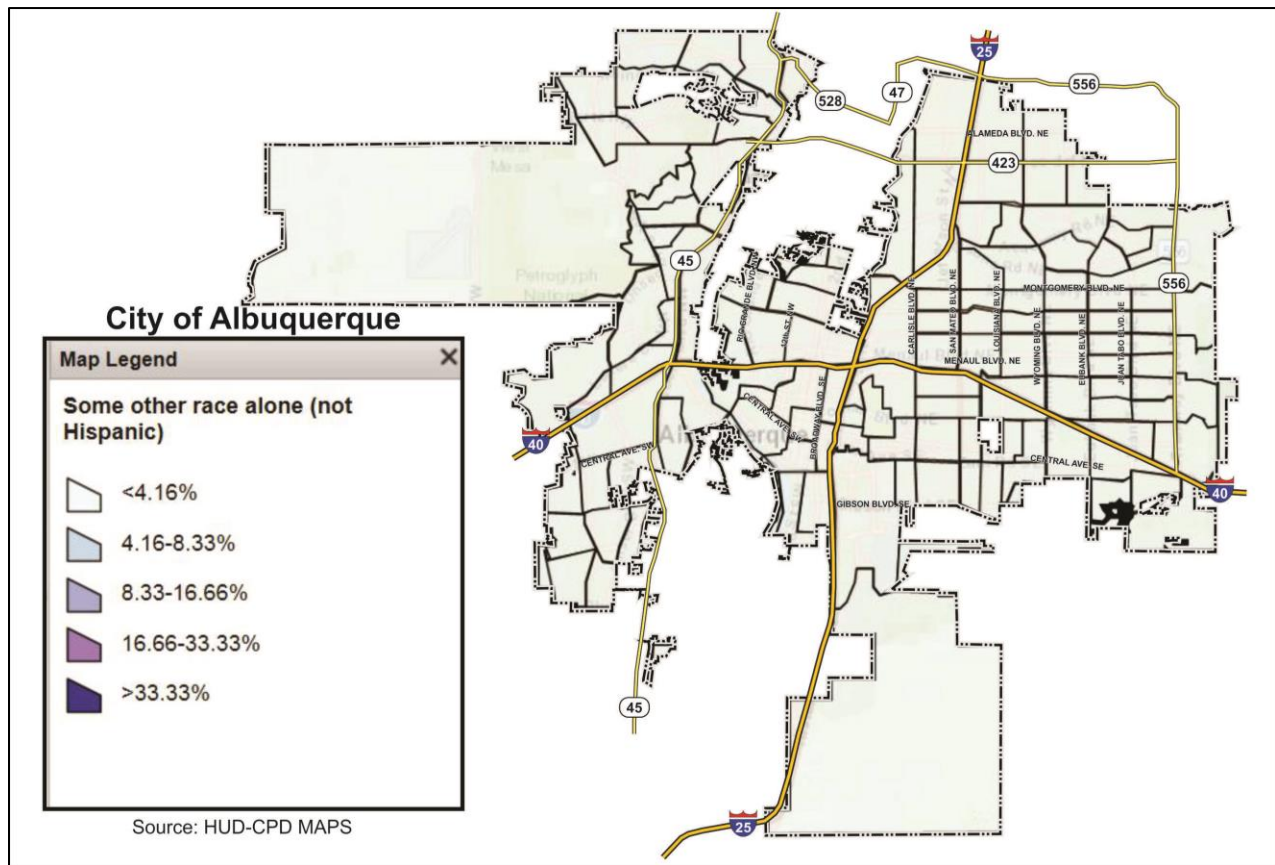 25
556
47
528
ALAMEDA BLVD. NE
423
Mesa
45
Petroglyph
National
556
MONTGOMERY BLVD. NE
RIO GRANDE BLVD. NW
12th ST. NW
CARLISLE BLVD. NE
SAN MATEO BLVD. NE
LOUISIANA BLVD. NE
WYOMING BLVD. NE
EUBANK BLVD. NE
JUAN TABO BLVD. NE
MENAUL BLVD. NE
City of Albuquerque
Map Legend
Some other race alone (not
Hispanic)
<4.16%
4.16-8.33%
8.33-16.66%
16.66-33.33%
>33.33%
Source: HUD-CPD MAPS
40
CENTRAL AVE. SW
CENTRAL AVE. SE
BROADWAY BLVD. SE
CENTRAL AVE. SE
40
GIBSON BLVD. SE
45
25